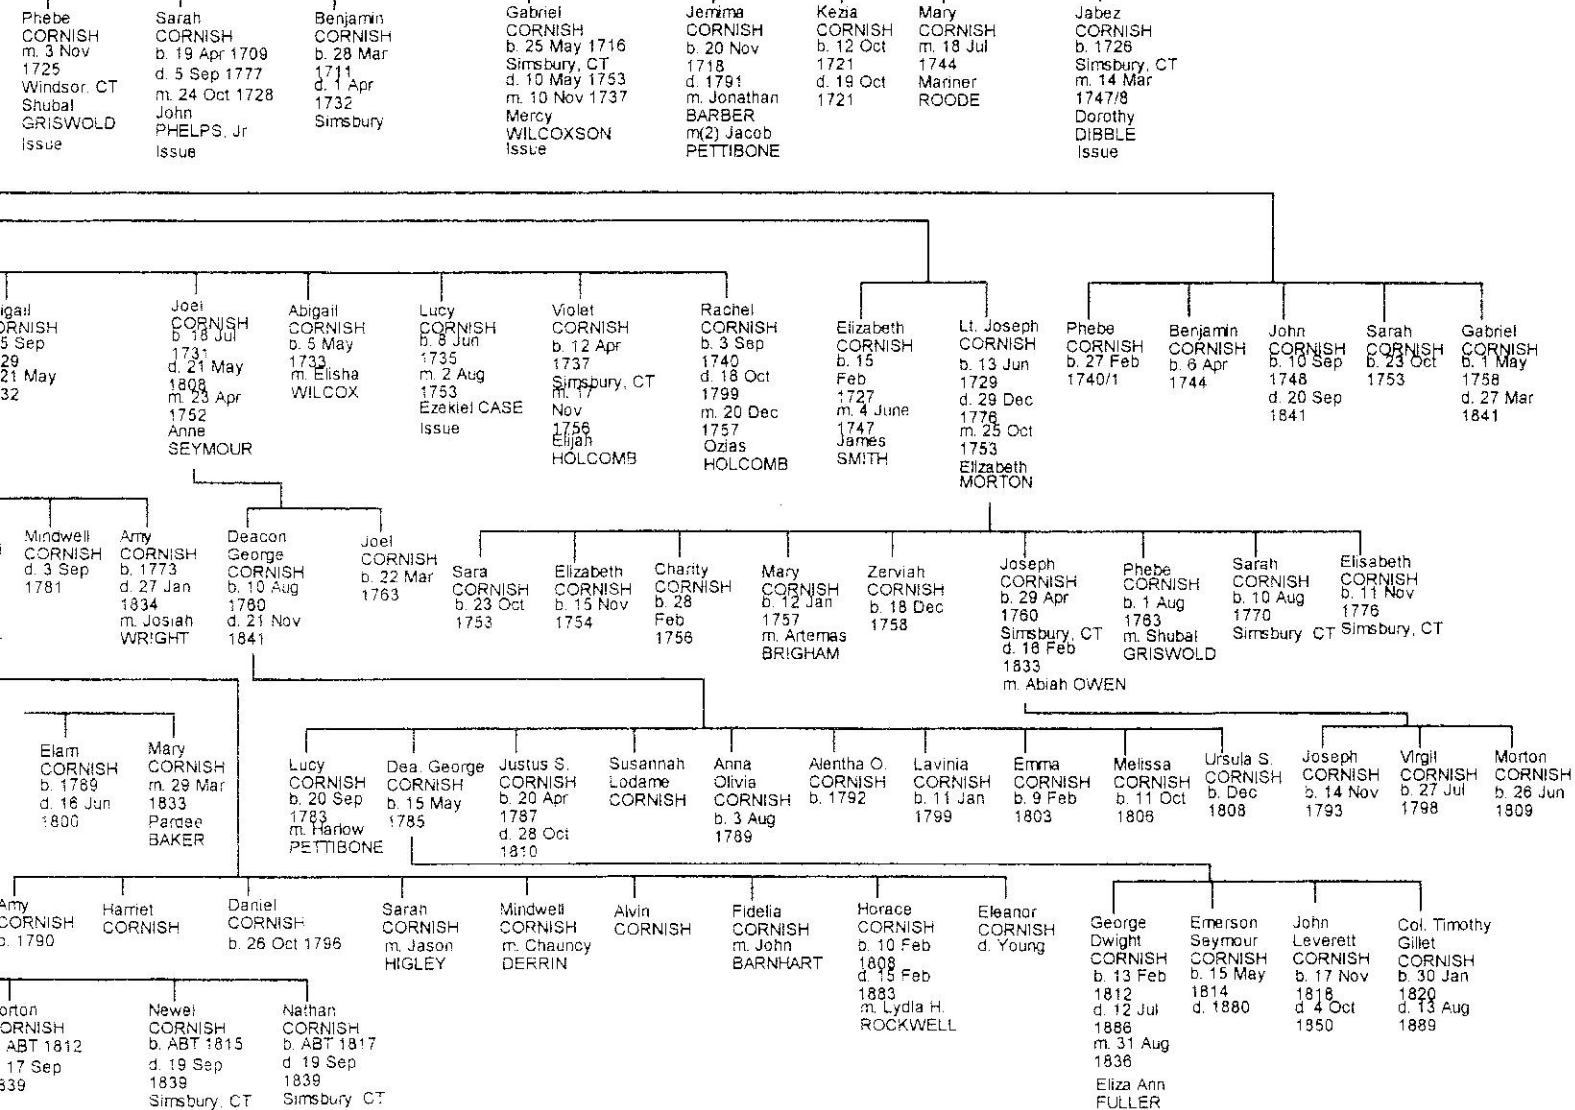 Phebe
CORNISH
m. 3 Nov
1725
Windsor, CT
Shubal
GRISWOLD
Issue
Sarah
CORNISH
b. 19 Apr 1709
d. 5 Sep 1777
m. 24 Oct 1728
John
PHELPS, Jr
Issue
Benjamin
CORNISH
b. 28 Mar
1711
d. 1 Apr
1732
Simsbury
Gabriel
CORNISH
b. 25 May 1716
Simsbury, CT
d. 10 May 1753
m. 10 Nov 1737
Mercy
WILCOXSON
Issue
Jemima
CORNISH
b. 20 Nov
1718
d. 1791
m. Jonathan
BARBER
m(2) Jacob
PETTIBONE
Kezia
CORNISH
b. 12 Oct
1721
d. 19 Oct
1721
Mary
CORNISH
m. 18 Jul
1744
Mariner
ROODE
Jabez
CORNISH
b. 1726
Simsbury, CT
m. 14 Mar
1747/8
Dorothy
DIBBLE
Issue
igail
ORNISH
5 Sep
29
21 May
32
Joel
CORNISH
b. 18 Jul
1731
d. 21 May
1808
m. 23 Apr
1752
Anne
SEYMOUR
Abigail
CORNISH
b. 5 May
1733
m. Elisha
WILCOX
Lucy
CORNISH
b. 8 Jun
1735
m. 2 Aug
1753
Ezekiel CASE
Issue
Violet
CORNISH
b. 12 Apr
1737
Simsbury, CT
m. 17
Nov
1756
Elijah
HOLCOMB
Rachel
CORNISH
b. 3 Sep
1740
d. 18 Oct
1799
m. 20 Dec
1757
Ozias
HOLCOMB
Elizabeth
CORNISH
b. 15
Feb
1727
m. 4 June
1747
James
SMITH
Lt. Joseph
CORNISH
b. 13 Jun
1729
d. 29 Dec
1776
m. 25 Oct
1753
Elizabeth
MORTON
Phebe
CORNISH
b. 27 Feb
1740/1
Benjamin
CORNISH
b. 6 Apr
1744
John
CORNISH
b. 10 Sep
1748
d. 20 Sep
1841
Sarah
CORNISH
b. 23 Oct
1753
Gabriel
CORNISH
b. 1 May
1758
d. 27 Mar
1841
Mindwell
CORNISH
d. 3 Sep
1781
Amy
CORNISH
b. 1773
d. 27 Jan
1834
m. Josiah
WRIGHT
Deacon
George
CORNISH
b. 10 Aug
1760
d. 21 Nov
1841
Joel
CORNISH
b. 22 Mar
1763
Sara
CORNISH
b. 23 Oct
1753
Elizabeth
CORNISH
b. 15 Nov
1754
Charity
CORNISH
b. 28
Feb
1756
Mary
CORNISH
b. 12 Jan
1757
m. Artemas
BRIGHAM
Zerviah
CORNISH
b. 18 Dec
1758
Joseph
CORNISH
b. 29 Apr
1760
Simsbury, CT
d. 16 Feb
1833
m. Abiah OWEN
Phebe
CORNISH
b. 1 Aug
1763
m. Shubal
GRISWOLD
Sarah
CORNISH
b. 10 Aug
1770
Simsbury CT
Elisabeth
CORNISH
b. 11 Nov
1776
Simsbury, CT
Elam
CORNISH
b. 1789
d. 16 Jun
1800
Mary
CORNISH
m. 29 Mar
1833
Pardee
BAKER
Lucy
CORNISH
b. 20 Sep
1783
m. Harlow
PETTIBONE
Dea. George
CORNISH
b. 15 May
1785
Justus S.
CORNISH
b. 20 Apr
1787
d. 28 Oct
1810
Susannah
Lodame
CORNISH
Anna
Olivia
CORNISH
b. 3 Aug
1789
Alentha O.
CORNISH
b. 1792
Lavinia
CORNISH
b. 11 Jan
1799
Emma
CORNISH
b. 9 Feb
1803
Melissa
CORNISH
b. 11 Oct
1806
Ursula S.
CORNISH
b. Dec
1808
Joseph
CORNISH
b. 14 Nov
1793
Virgil
CORNISH
b. 27 Jul
1798
Morton
CORNISH
b. 26 Jun
1809
Amy
CORNISH
b. 1790
Harriet
CORNISH
Daniel
CORNISH
b. 26 Oct 1796
Sarah
CORNISH
m. Jason
HIGLEY
Mindwell
CORNISH
m. Chauncy
DERRIN
Alvin
CORNISH
Fidelia
CORNISH
m. John
BARNHART
Horace
CORNISH
b. 10 Feb
1808
d. 15 Feb
1883
m. Lydia H.
ROCKWELL
Eleanor
CORNISH
d. Young
George
Dwight
CORNISH
b. 13 Feb
1812
d. 12 Jul
1886
m. 31 Aug
1836
Eliza Ann
FULLER
Emerson
Seymour
CORNISH
b. 15 May
1814
d. 1880
John
Leverett
CORNISH
b. 17 Nov
1818
d 4 Oct
1850
Col. Timothy
Gillet
CORNISH
b. 30 Jan
1820
d. 13 Aug
1889
orton
ORNISH
ABT 1812
17 Sep
839
Newel
CORNISH
b. ABT 1815
d. 19 Sep
1839
Simsbury, CT
Nathan
CORNISH
b. ABT 1817
d 19 Sep
1839
Simsbury CT